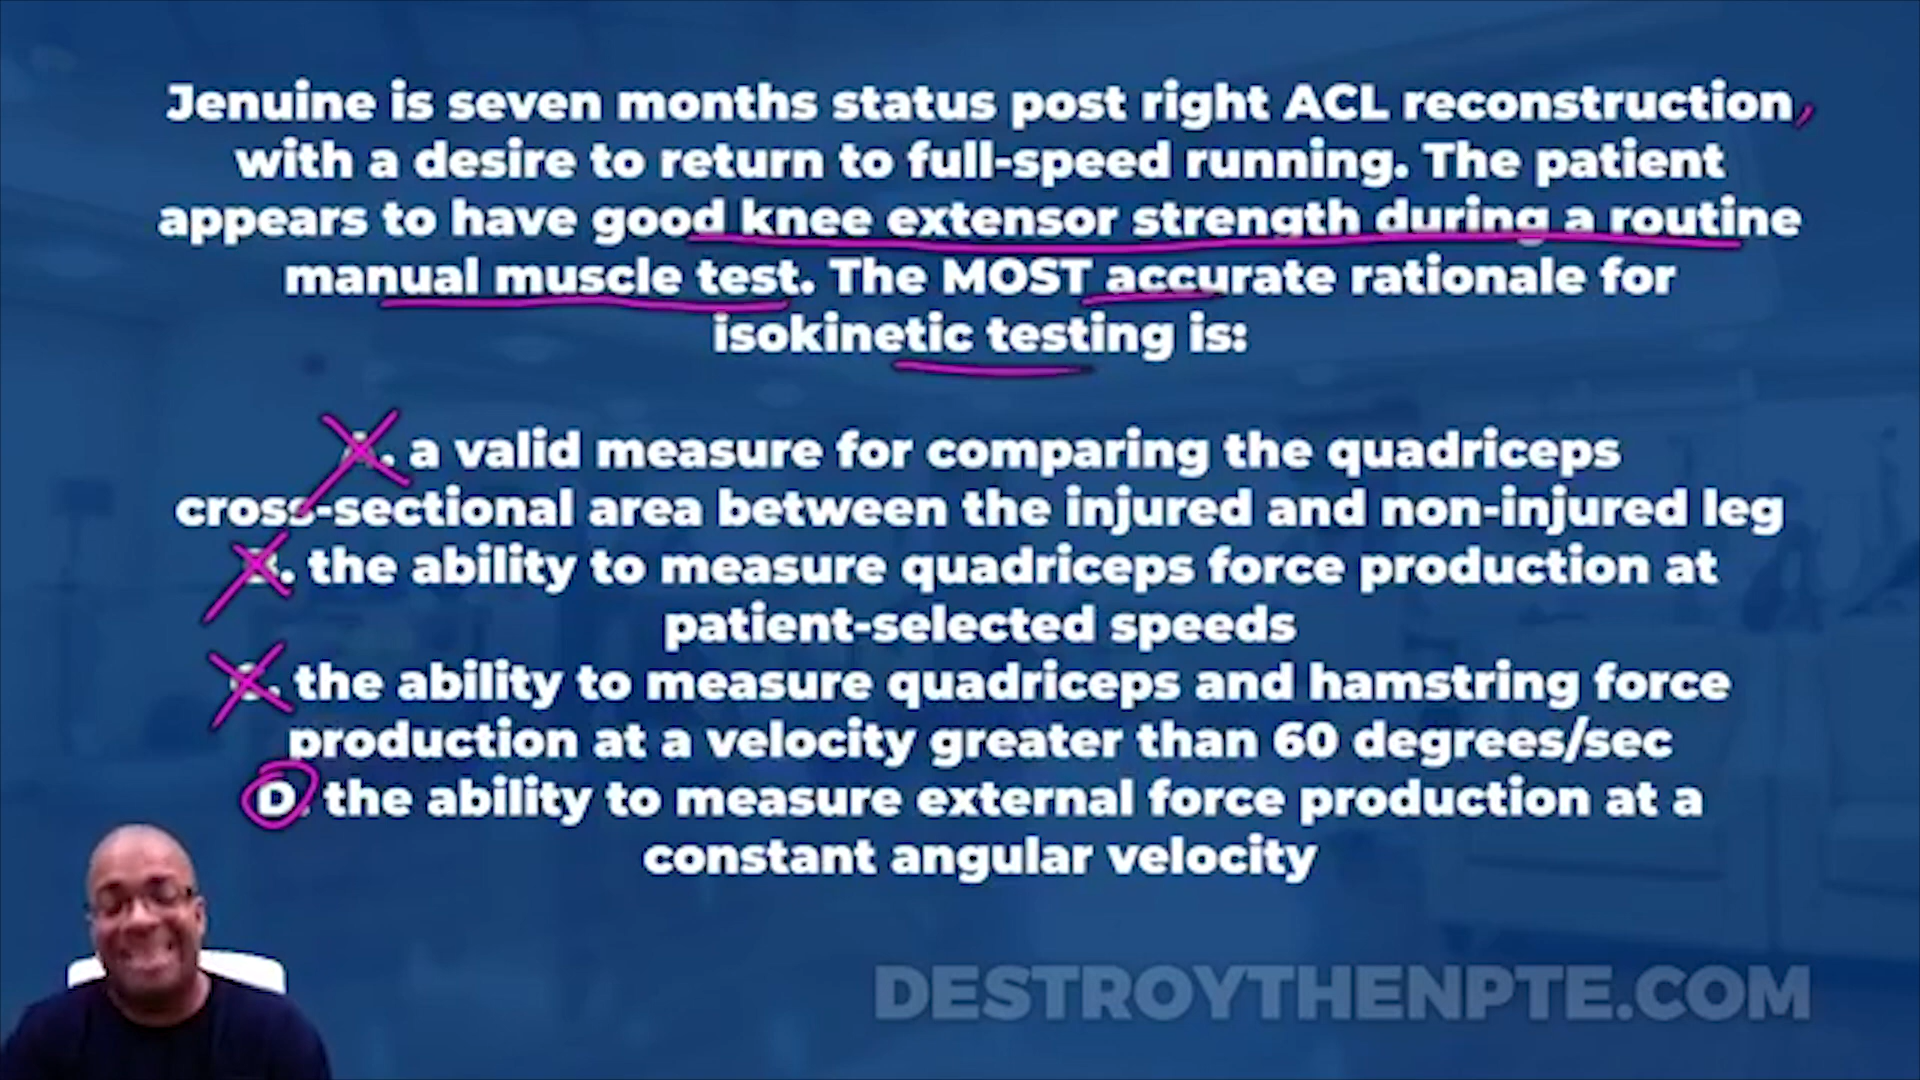 Jenuine is seven months status post right ACL reconstruction,
with a desire to return to full-speed running. The patient
appears to have good knee extensor strength during a routine
manual muscle test. The MOST accurate rationale for
isokinetic testing is:
A. a valid measure for comparing the quadriceps
cross-sectional area between the injured and non-injured leg
B. the ability to measure quadriceps force production at
patient-selected speeds
C. the ability to measure quadriceps and hamstring force
production at a velocity greater than 60 degrees/sec
D. the ability to measure external force production at a
constant angular velocity
DESTROYTHENPTE.COM